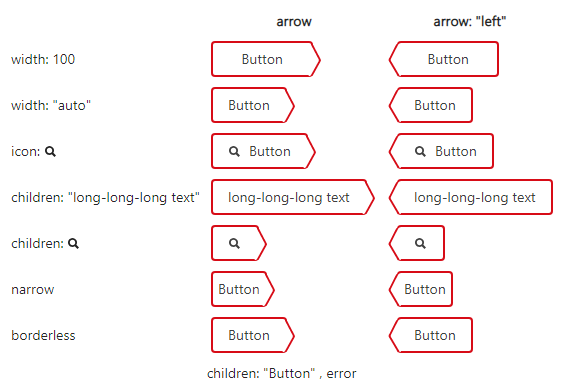 arrow arrow: "left"
width: 100 Button Button
width: "auto" Button Button
icon: Button Button
children: "long-long-long text" long-long-long text long-long-long text
children:
narrow Button Button
borderless Button Button
children: "Button" , error